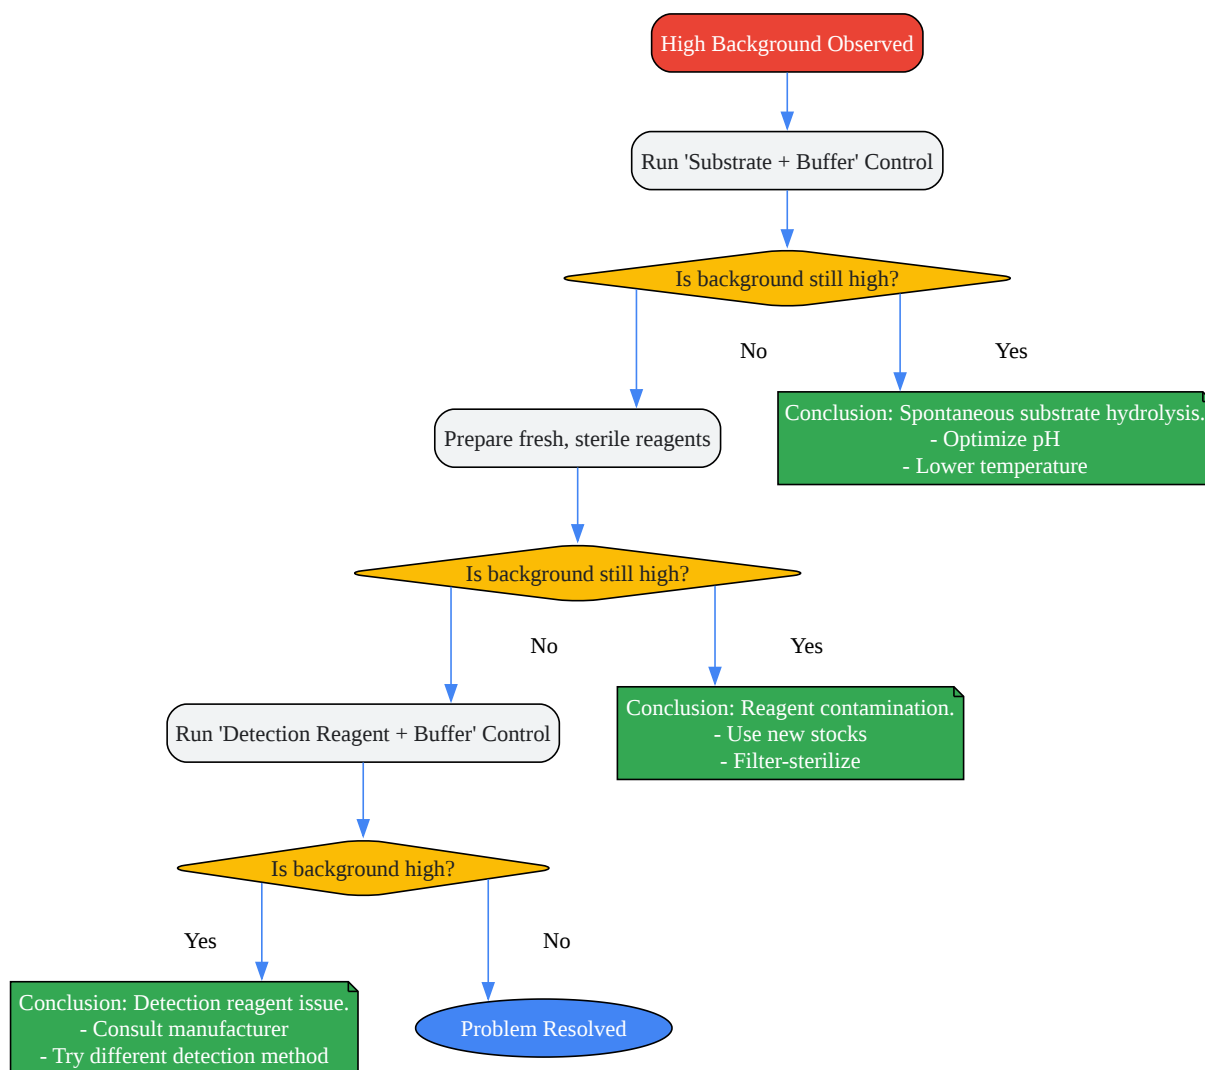 High Background Observed
Run 'Substrate + Buffer' Control
Is background still high?
No
Yes
Conclusion: Spontaneous substrate hydrolysis.
- Optimize pH
- Lower temperature
Prepare fresh, sterile reagents
Is background still high?
No
Yes
Conclusion: Reagent contamination.
- Use new stocks
- Filter-sterilize
Run 'Detection Reagent + Buffer' Control
Is background high?
Yes
No
Conclusion: Detection reagent issue.
- Consult manufacturer
- Try different detection method
Problem Resolved